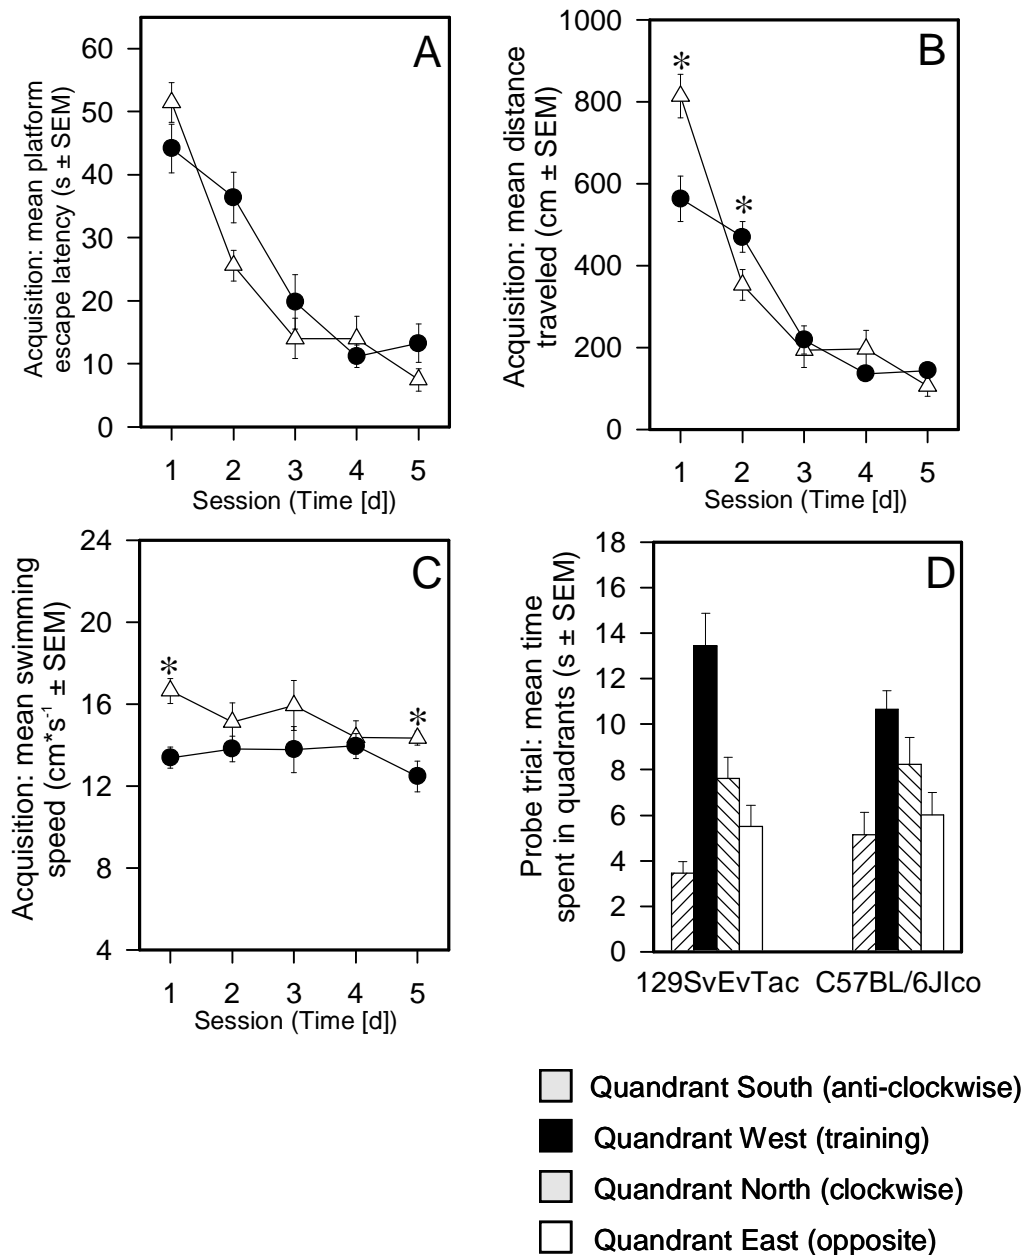 A
Acquisition: mean platform
escape latency (s ± SEM)
60
50
40
30
20
10
0
1 2 3 4 5
Session (Time [d])
B
Acquisition: mean distance
traveled (cm ± SEM)
1000
800
600
400
200
0
*
*
1 2 3 4 5
Session (Time [d])
C
Acquisition: mean swimming
speed (cm*s-1 ± SEM)
24
20
16
12
8
4
*
*
1 2 3 4 5
Session (Time [d])
D
Probe trial: mean time
spent in quadrants (s ± SEM)
18
16
14
12
10
8
6
4
2
0
129SvEvTac C57BL/6JIco
Quandrant South (anti-clockwise)
Quandrant West (training)
Quandrant North (clockwise)
Quandrant East (opposite)